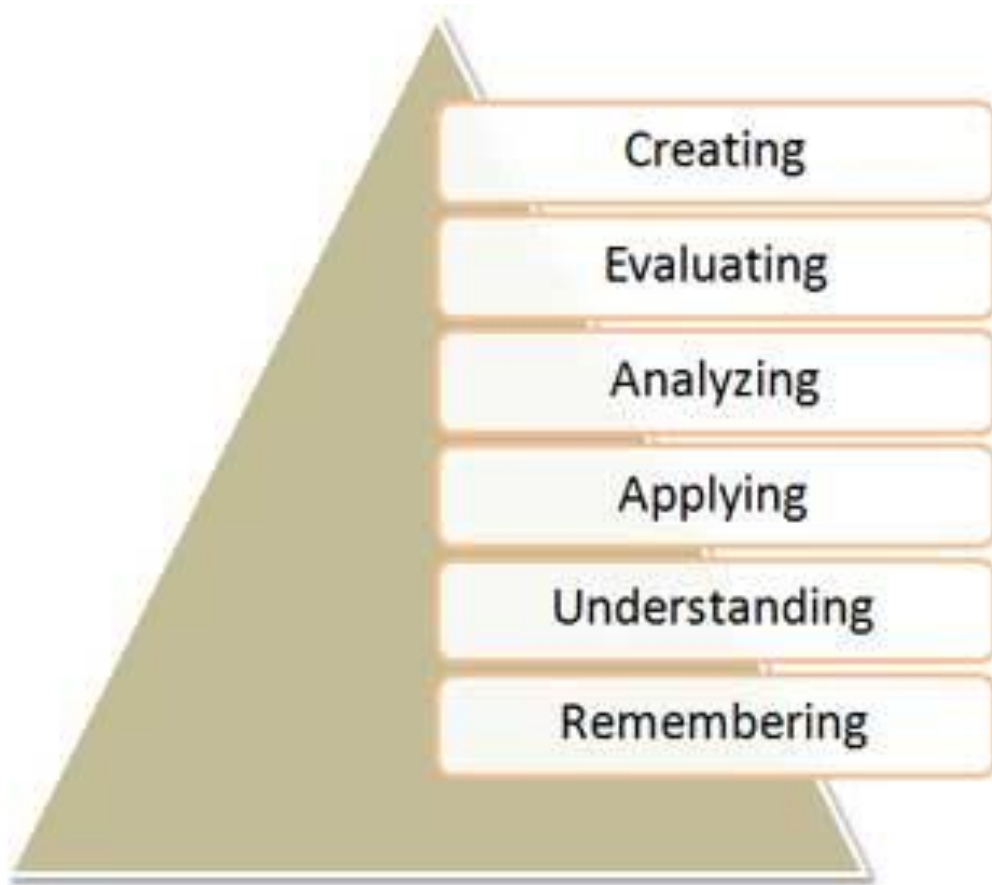 Creating
Evaluating
Analyzing
Applying
Understanding
Remembering